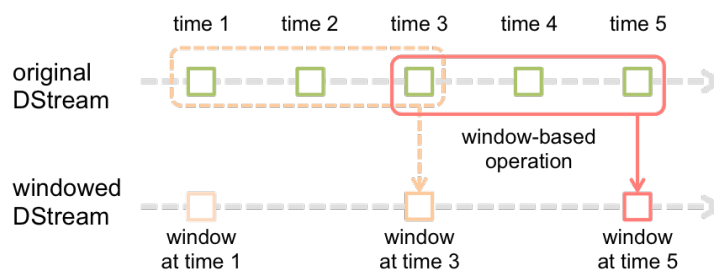 time 1 time 2 time 3 time 4 time 5
original
DStream
window-based
operation
windowed
DStream
window
at time 1
window
at time 3
window
at time 5